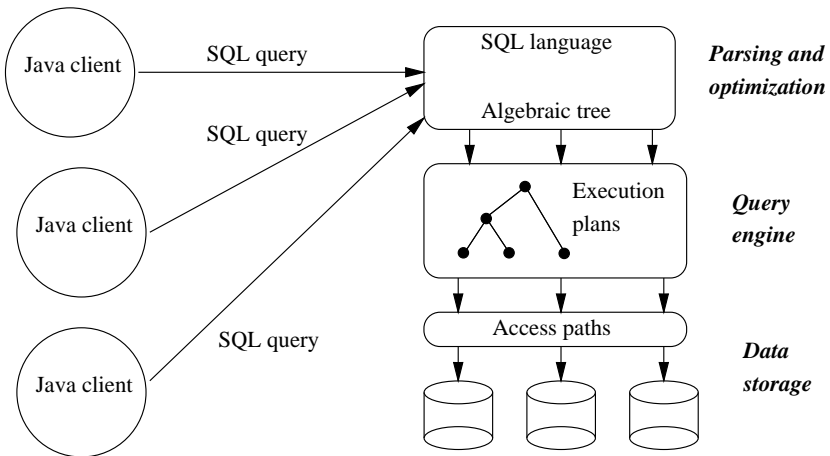 Java client
SQL query
SQL language
Algebraic tree
Parsing and
optimization
Java client
SQL query
Execution
plans
Query
engine
Java client
SQL query
Access paths
Data
storage